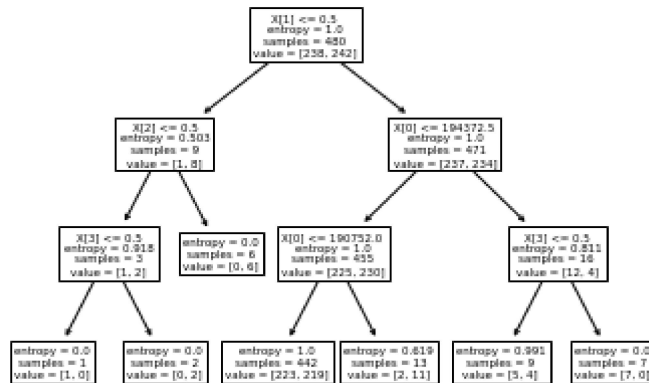 X[1] <= 0.5
entropy = 1.0
samples = 480
value = [238, 242]
X[2] <= 0.5
entropy = 0.503
samples = 9
value = [1, 8]
X[0] <= 194372.5
entropy = 1.0
samples = 471
value = [237, 234]
X[3] <= 0.5
entropy = 0.918
samples = 3
value = [1, 2]
entropy = 0.0
samples = 6
value = [0, 6]
X[0] <= 190752.0
entropy = 1.0
samples = 455
value = [225, 230]
X[3] <= 0.5
entropy = 0.811
samples = 16
value = [12, 4]
entropy = 0.0
samples = 1
value = [1, 0]
entropy = 0.0
samples = 2
value = [0, 2]
entropy = 1.0
samples = 442
value = [223, 219]
entropy = 0.619
samples = 13
value = [2, 11]
entropy = 0.991
samples = 9
value = [5, 4]
entropy = 0.0
samples = 7
value = [7, 0]